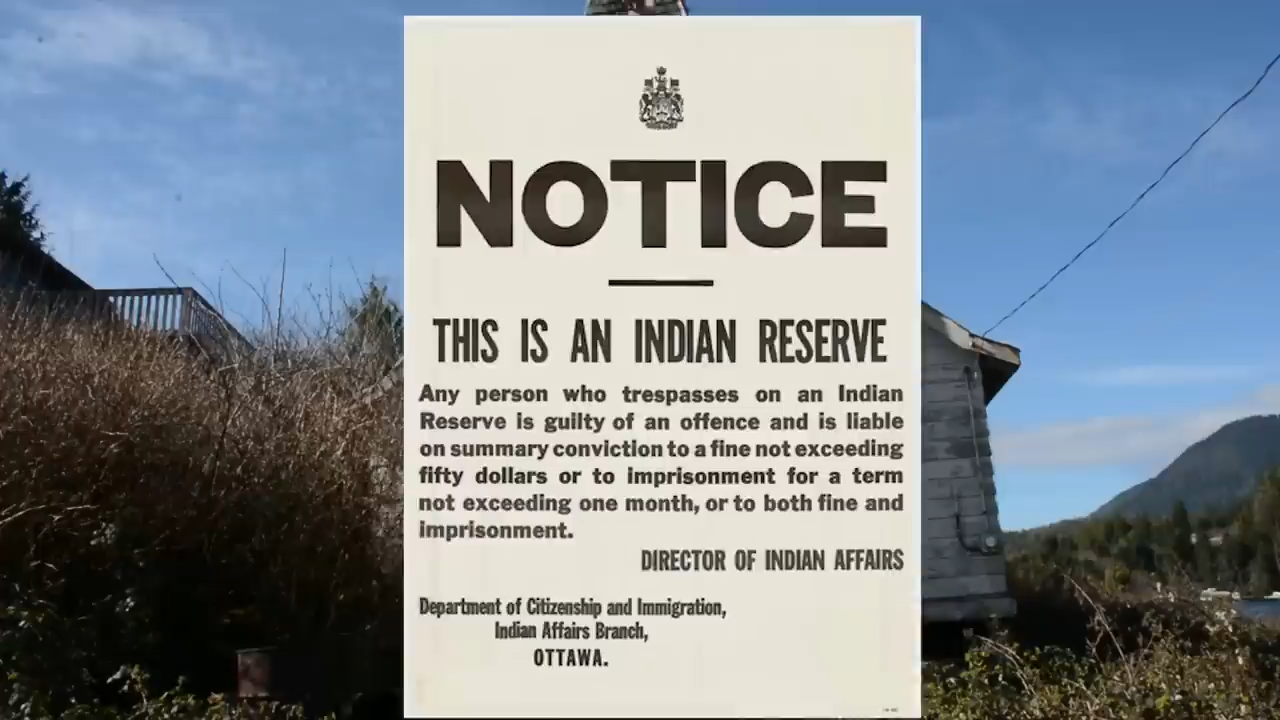 NOTICE
THIS IS AN INDIAN RESERVE
Any person who trespasses on an Indian
Reserve is guilty of an offence and is liable
on summary conviction to a fine not exceeding
fifty dollars or to imprisonment for a term
not exceeding one month, or to both fine and
imprisonment.
DIRECTOR OF INDIAN AFFAIRS
Department of Citizenship and Immigration,
Indian Affairs Branch,
OTTAWA.